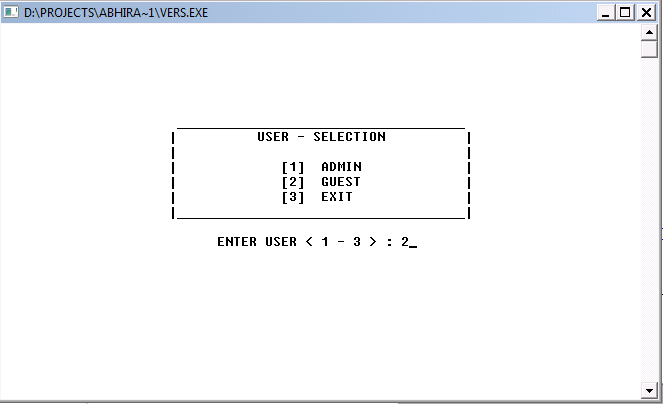 D:\PROJECTS\ABHIRA~1\VERS.EXE
USER - SELECTION
[1] ADMIN
[2] GUEST
[3] EXIT
ENTER USER < 1 - 3 > : 2_